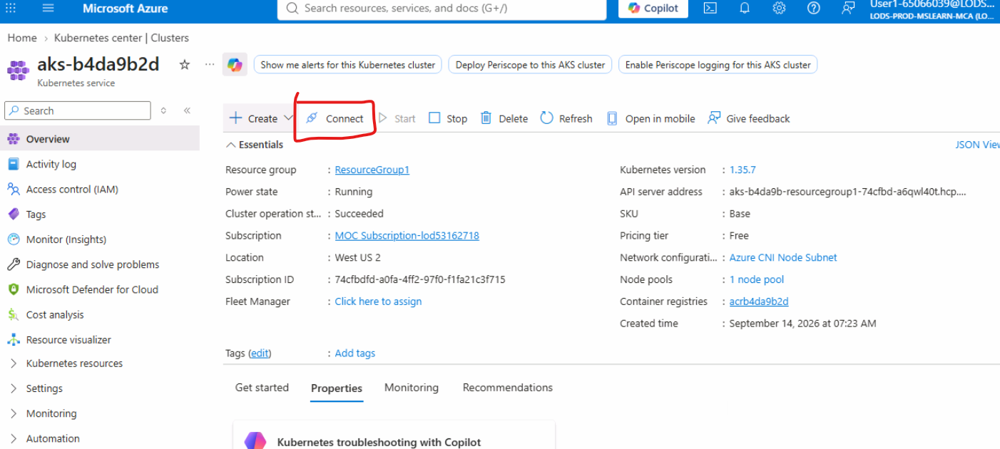 Microsoft Azure
Search resources, services, and docs (G+/)
Copilot
User1-65066039@LODS...
LODS-PROD-MSLEARN-MCA (LO...
Home > Kubernetes center | Clusters
aks-b4da9b2d
Kubernetes service
Show me alerts for this Kubernetes cluster
Deploy Periscope to this AKS cluster
Enable Periscope logging for this AKS cluster
Search
Create
Connect
Start
Stop
Delete
Refresh
Open in mobile
Give feedback
Overview
Activity log
Access control (IAM)
Tags
Monitor (Insights)
Diagnose and solve problems
Microsoft Defender for Cloud
Cost analysis
Resource visualizer
Kubernetes resources
Settings
Monitoring
Automation
Essentials
JSON View
Resource group : ResourceGroup1
Power state : Running
Cluster operation st... : Succeeded
Subscription : MOC Subscription-lod53162718
Location : West US 2
Subscription ID : 74cfbdfd-a0fa-4ff2-97f0-f1fa21c3f715
Fleet Manager : Click here to assign
Kubernetes version : 1.35.7
API server address : aks-b4da9b-resourcegroup1-74cfbd-a6qwl40t.hcp....
SKU : Base
Pricing tier : Free
Network configurati... : Azure CNI Node Subnet
Node pools : 1 node pool
Container registries : acrb4da9b2d
Created time : September 14, 2026 at 07:23 AM
Tags (edit) : Add tags
Get started
Properties
Monitoring
Recommendations
Kubernetes troubleshooting with Copilot